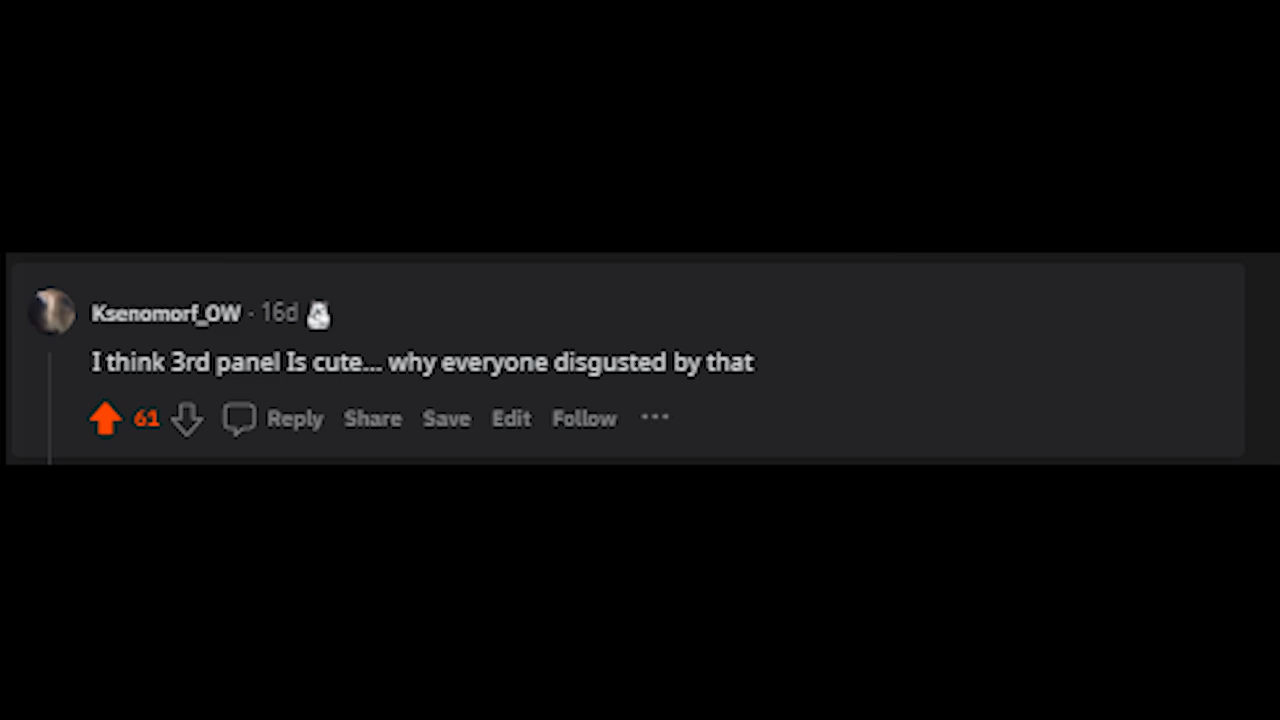 Ksenomorf_OW · 16d
I think 3rd panel Is cute... why everyone disgusted by that
61 Reply Share Save Edit Follow ...